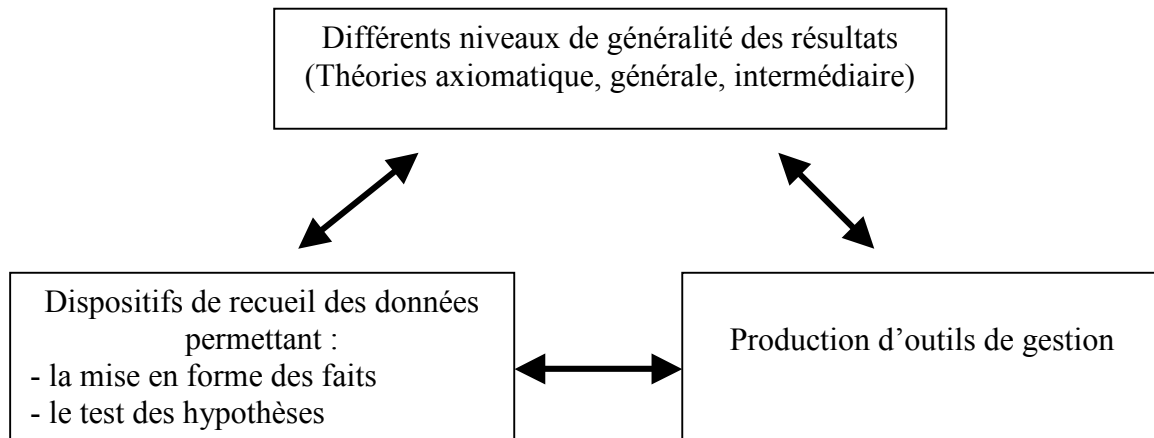 Différents niveaux de généralité des résultats
(Théories axiomatique, générale, intermédiaire)
Dispositifs de recueil des données
permettant :
- la mise en forme des faits
- le test des hypothèses
Production d’outils de gestion